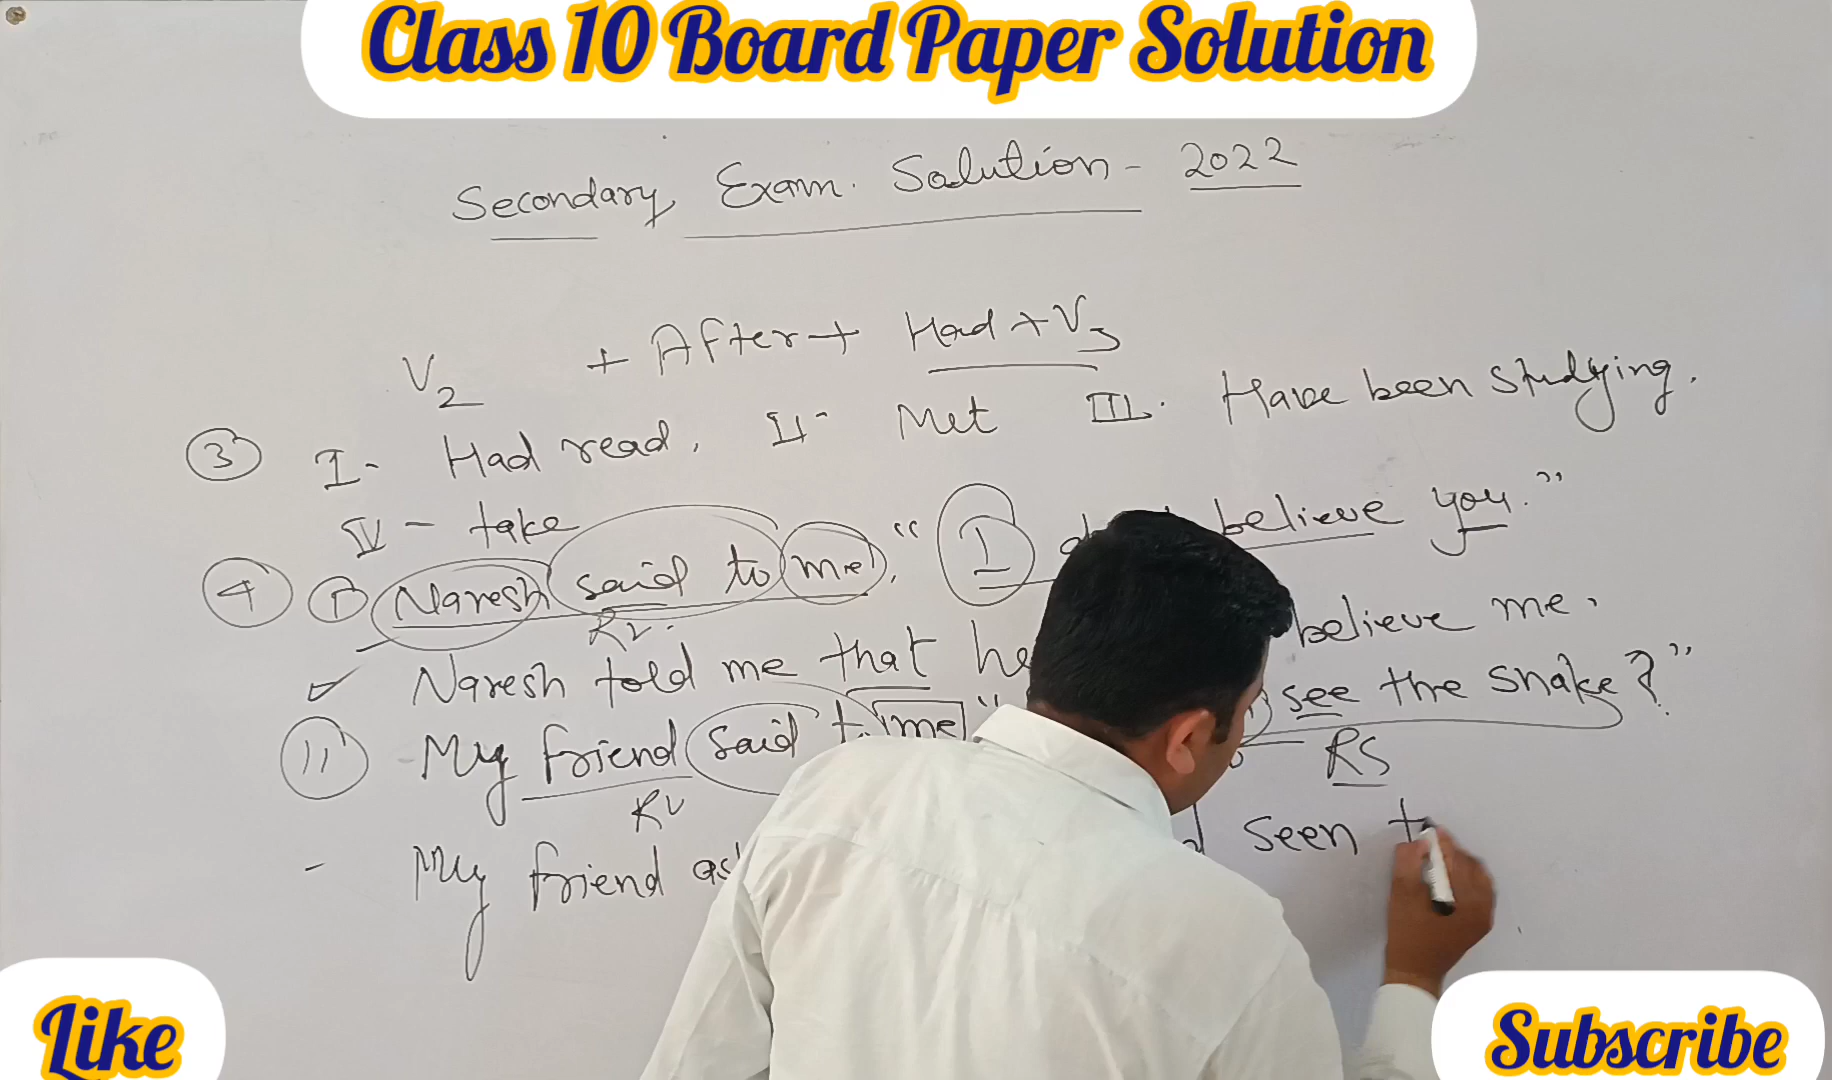 Class 10 Board Paper Solution
Secondary Exam. Solution - 2022
V2 + After + Had + V3
3 I- Had read, II- Met III. Have been studying.
IV - take
4 I Naresh said to me, " I believe you."
RV.
✓ Naresh told me that he believe me.
II My friend said to me " see the snake?"
RV RS
- My friend seen
Like
Subscribe